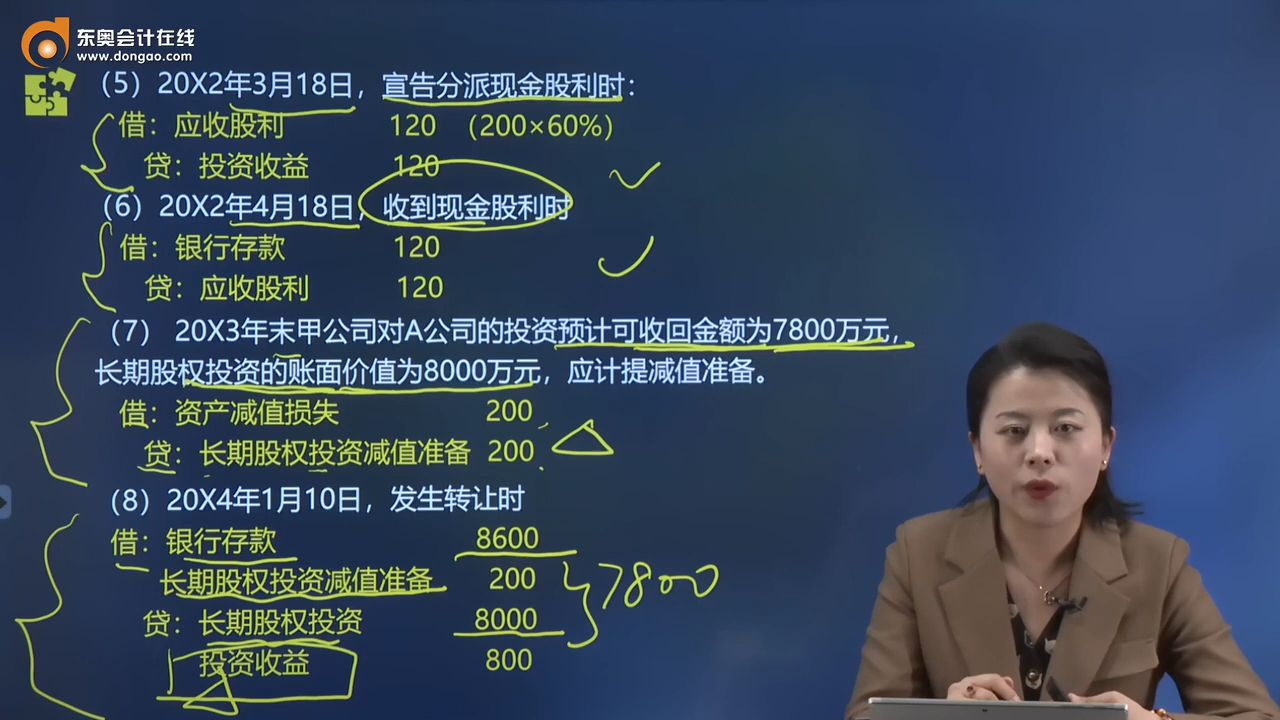 东奥会计在线
www.dongao.com
（5）20X2年3月18日，宣告分派现金股利时：
借：应收股利 120 （200×60%）
贷：投资收益 120
（6）20X2年4月18日，收到现金股利时
借：银行存款 120
贷：应收股利 120
（7） 20X3年末甲公司对A公司的投资预计可收回金额为7800万元，
长期股权投资的账面价值为8000万元，应计提减值准备。
借：资产减值损失 200
贷：长期股权投资减值准备 200
（8）20X4年1月10日，发生转让时
借：银行存款 8600
长期股权投资减值准备 200
7800
贷：长期股权投资 8000
投资收益 800